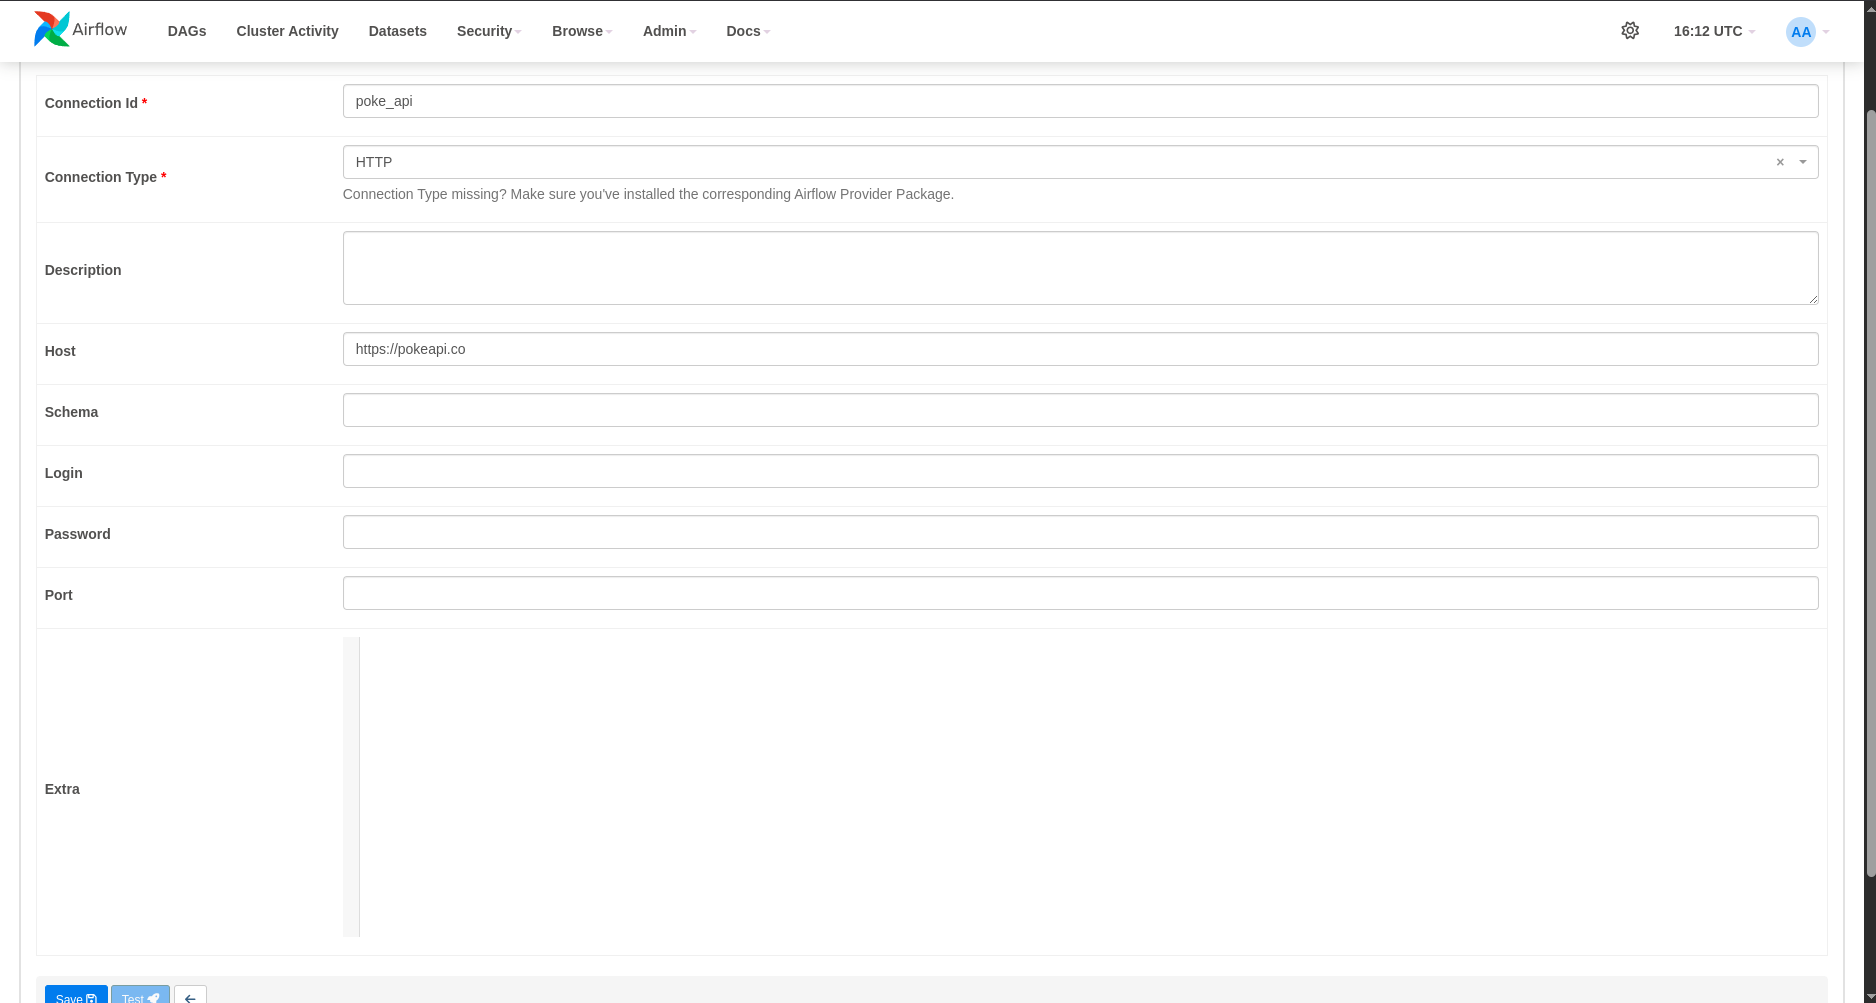 Airflow DAGs Cluster Activity Datasets Security Browse Admin Docs 16:12 UTC AA
Connection Id * poke_api
Connection Type * HTTP × 
Connection Type missing? Make sure you've installed the corresponding Airflow Provider Package.
Description
Host https://pokeapi.co
Schema
Login
Password
Port
Extra
Save Test